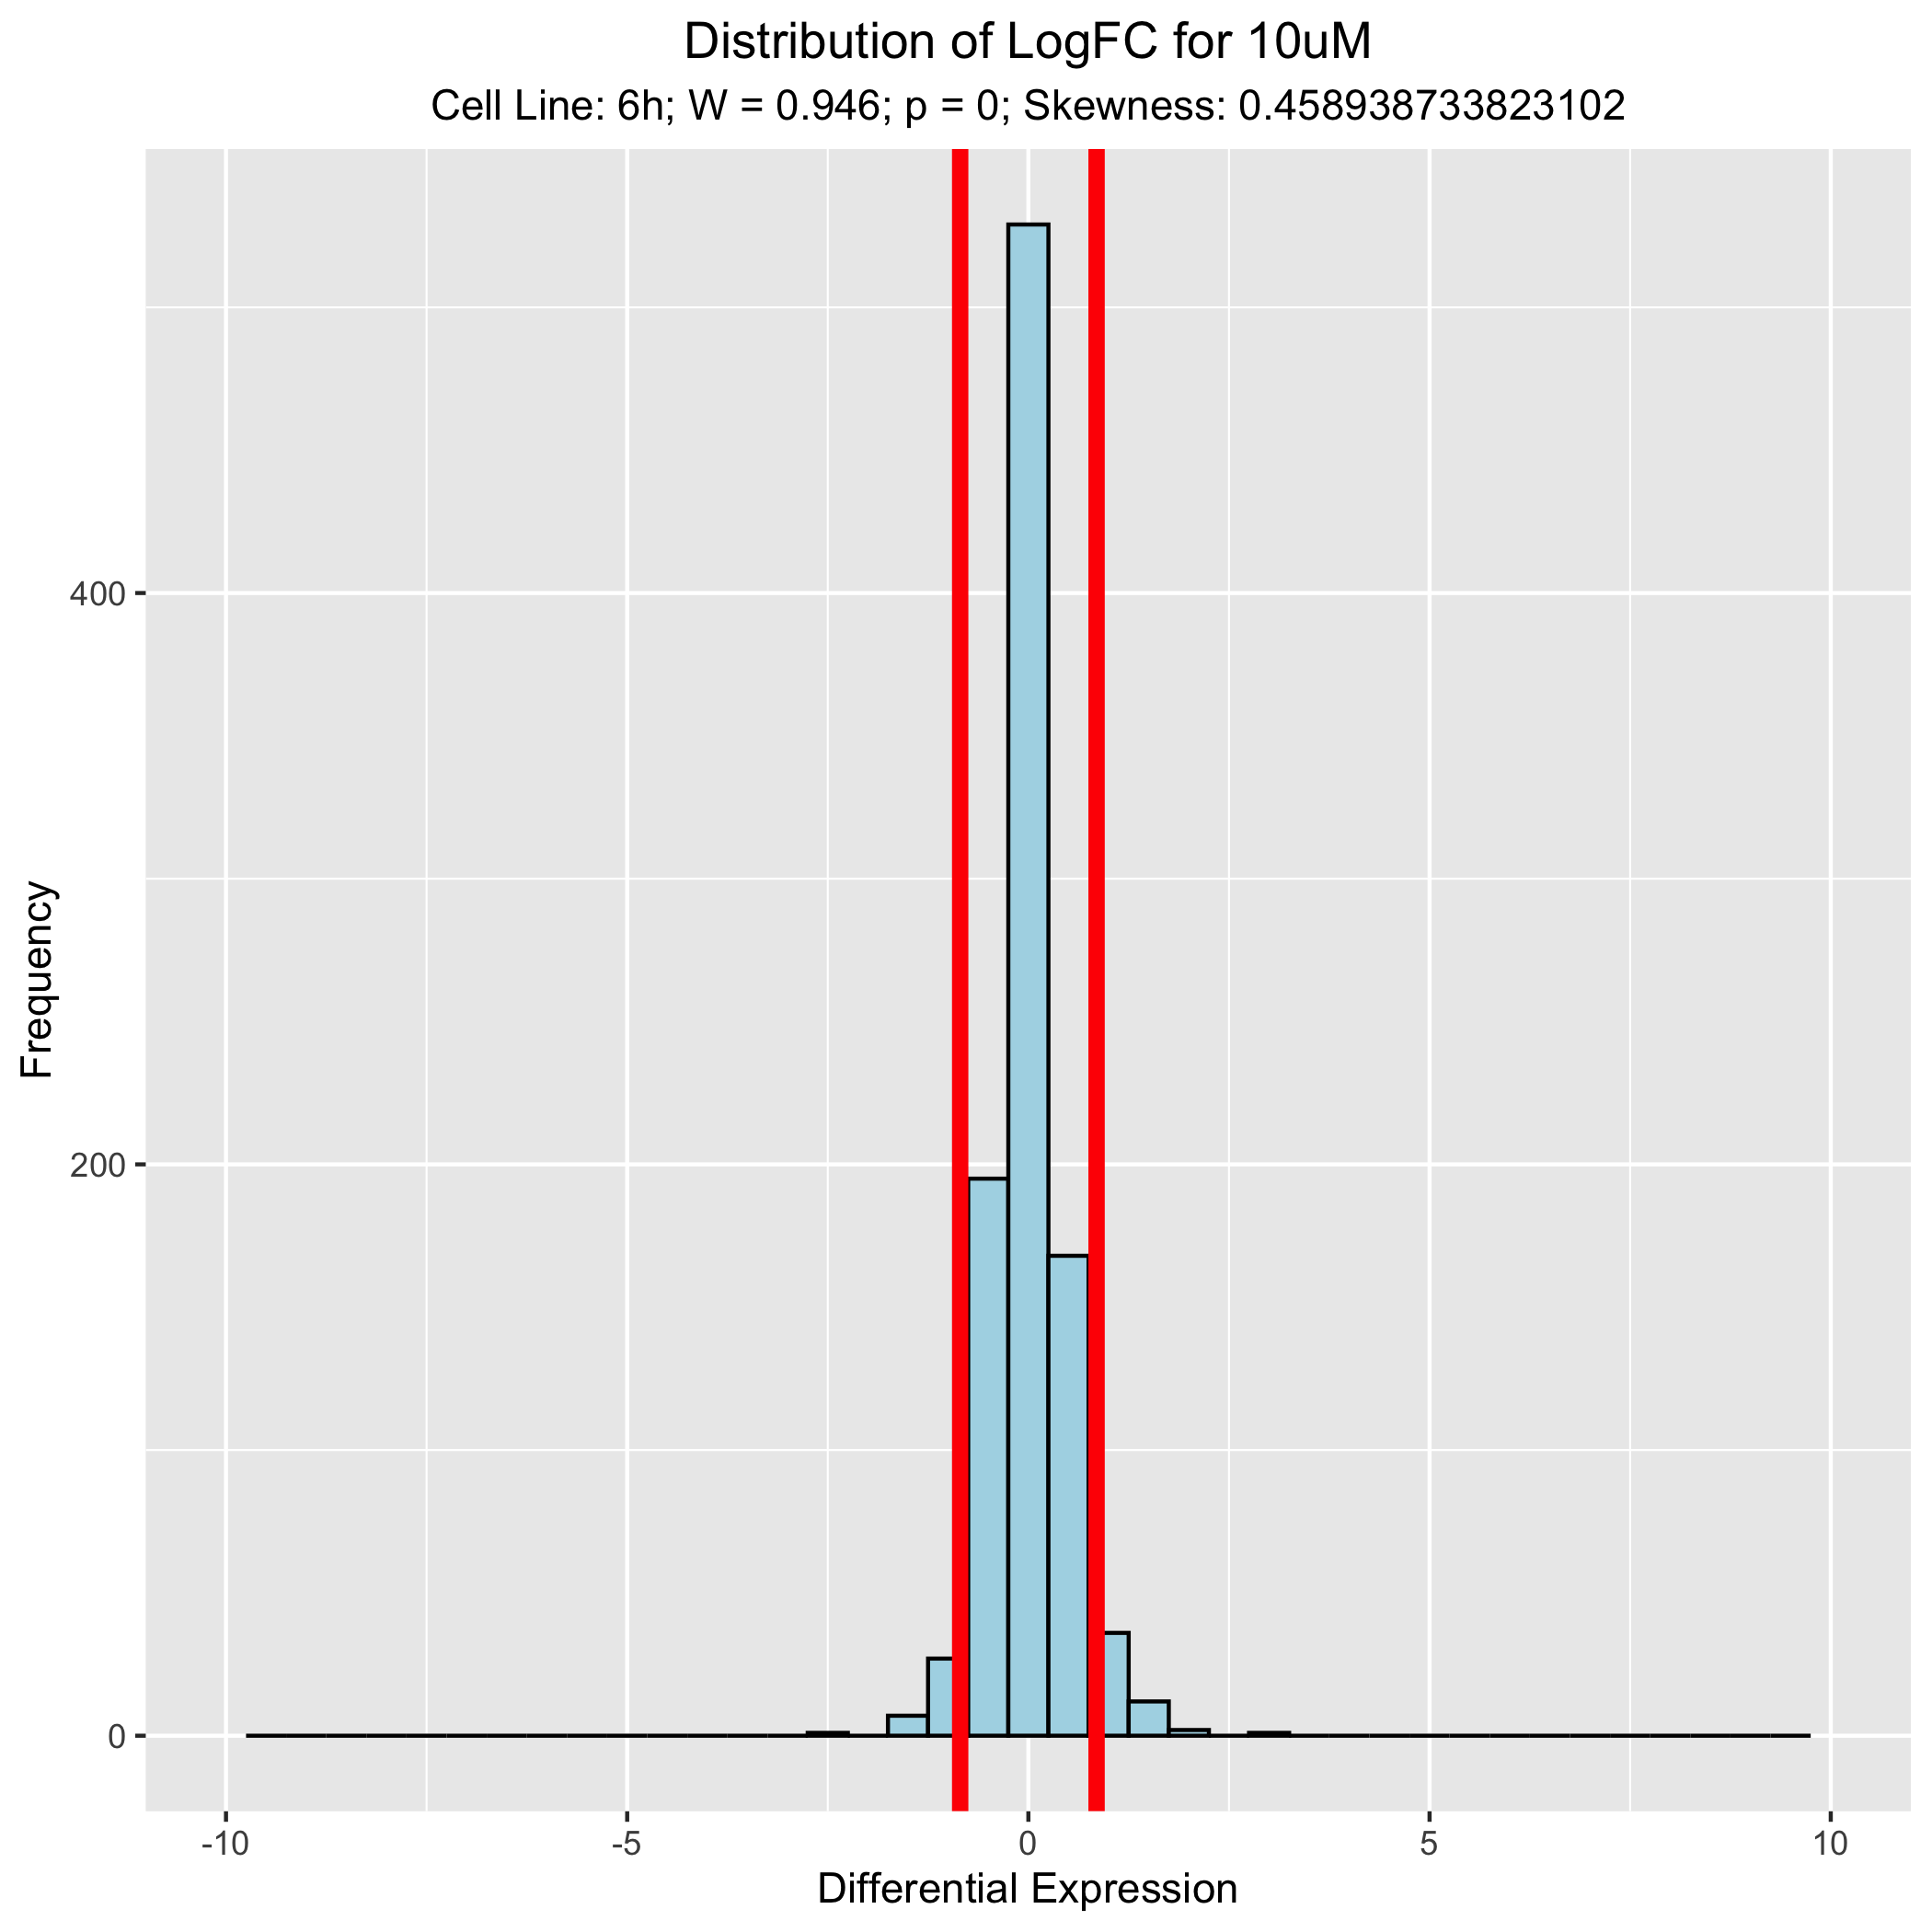 Distribution of LogFC for 10uM
Cell Line: 6h; W = 0.946; p = 0; Skewness: 0.458938733823102
Frequency
400
200
0
-10
-5
0
5
10
Differential Expression